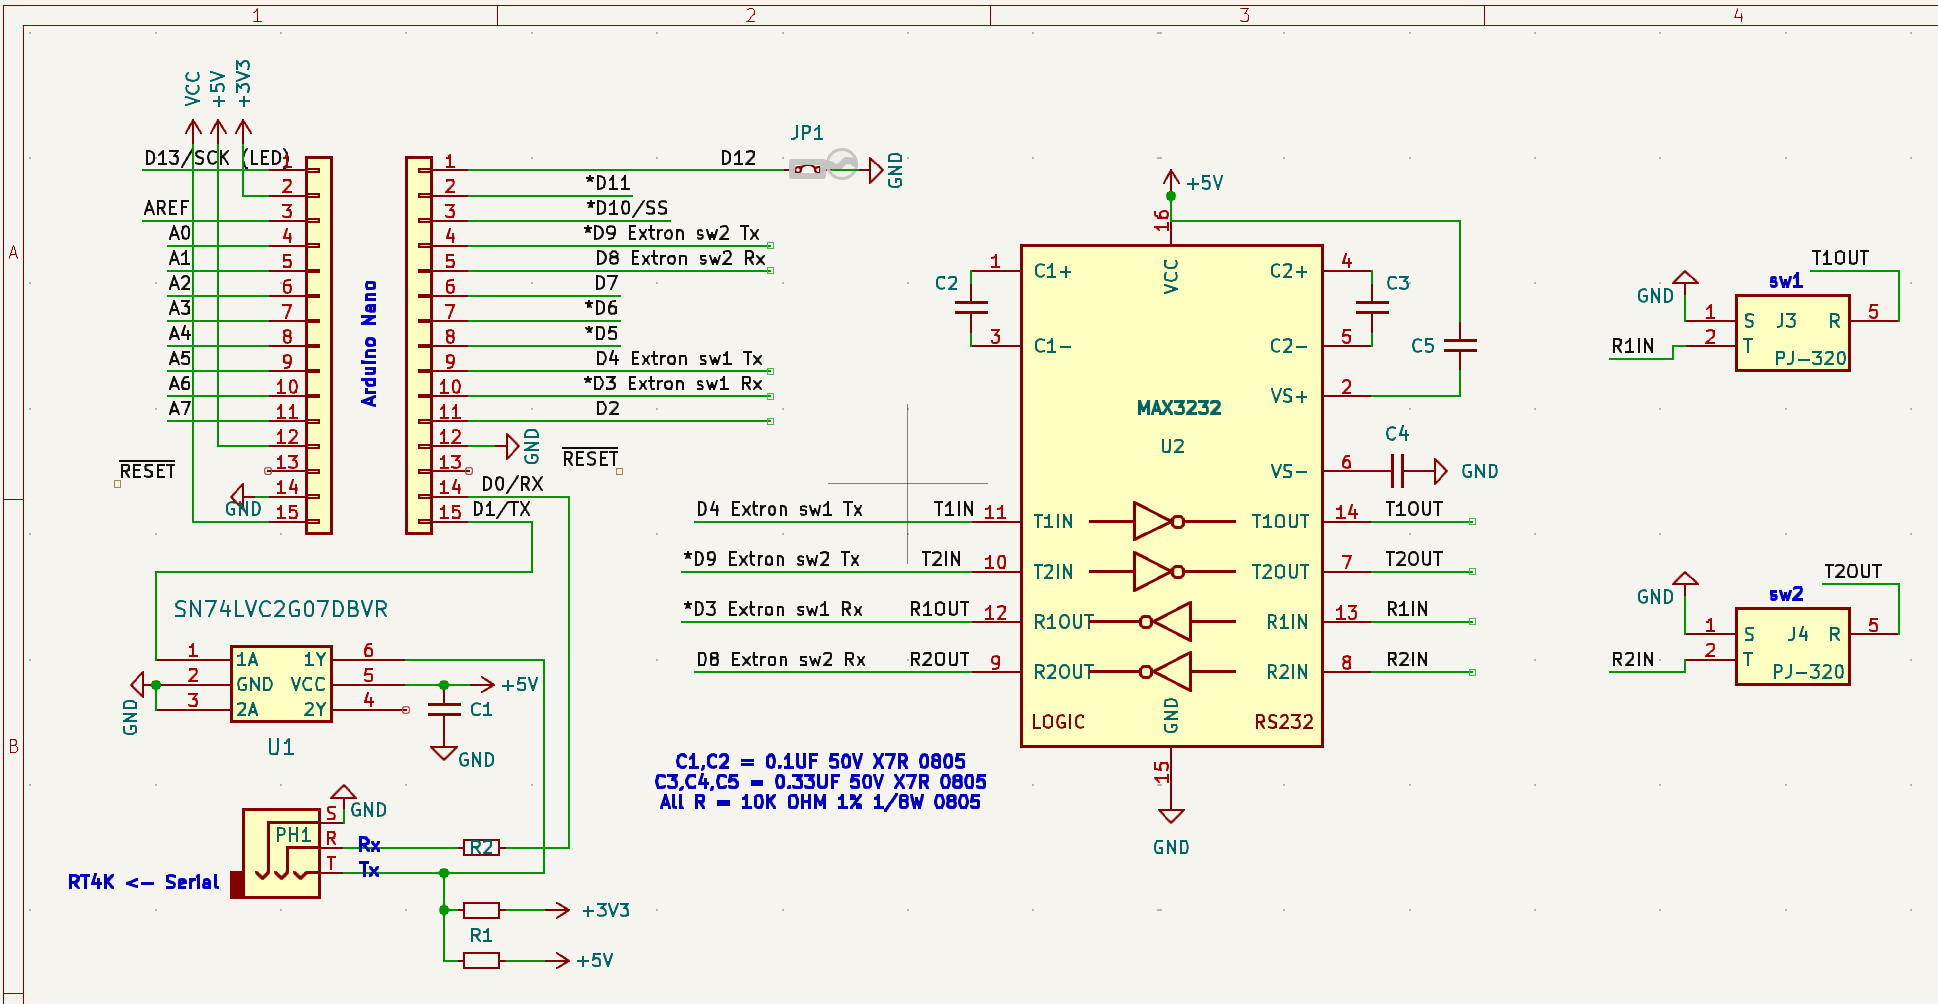 1 2 3 4
A
B
VCC
+5V
+3V3
D13/SCK (LED)
AREF
A0
A1
A2
A3
A4
A5
A6
A7
RESET
GND
1
2
3
4
5
6
7
8
9
10
11
12
13
14
15
Arduino Nano
1
2
3
4
5
6
7
8
9
10
11
12
13
14
15
D12
*D11
*D10/SS
*D9 Extron sw2 Tx
D8 Extron sw2 Rx
D7
*D6
*D5
D4 Extron sw1 Tx
*D3 Extron sw1 Rx
D2
GND
RESET
D0/RX
D1/TX
JP1
GND
SN74LVC2G07DBVR
1 1A 1Y 6
2 GND VCC 5
3 2A 2Y 4
GND
U1
+5V
C1
GND
PH1
S
R
T
GND
Rx
Tx
RT4K <- Serial
R2
+3V3
R1
+5V
C1,C2 = 0.1UF 50V X7R 0805
C3,C4,C5 = 0.33UF 50V X7R 0805
All R = 10K OHM 1% 1/8W 0805
+5V
16
VCC
C2
1 C1+ C2+ 4
C3
3 C1- C2- 5
C5
VS+ 2
MAX3232
U2
C4
VS- 6
GND
D4 Extron sw1 Tx T1IN 11 T1IN T1OUT 14 T1OUT
*D9 Extron sw2 Tx T2IN 10 T2IN T2OUT 7 T2OUT
*D3 Extron sw1 Rx R1OUT 12 R1OUT R1IN 13 R1IN
D8 Extron sw2 Rx R2OUT 9 R2OUT R2IN 8 R2IN
LOGIC GND RS232
15
GND
T1OUT
sw1
GND
1 S J3 R 5
R1IN 2 T
PJ-320
T2OUT
sw2
GND
1 S J4 R 5
R2IN 2 T
PJ-320